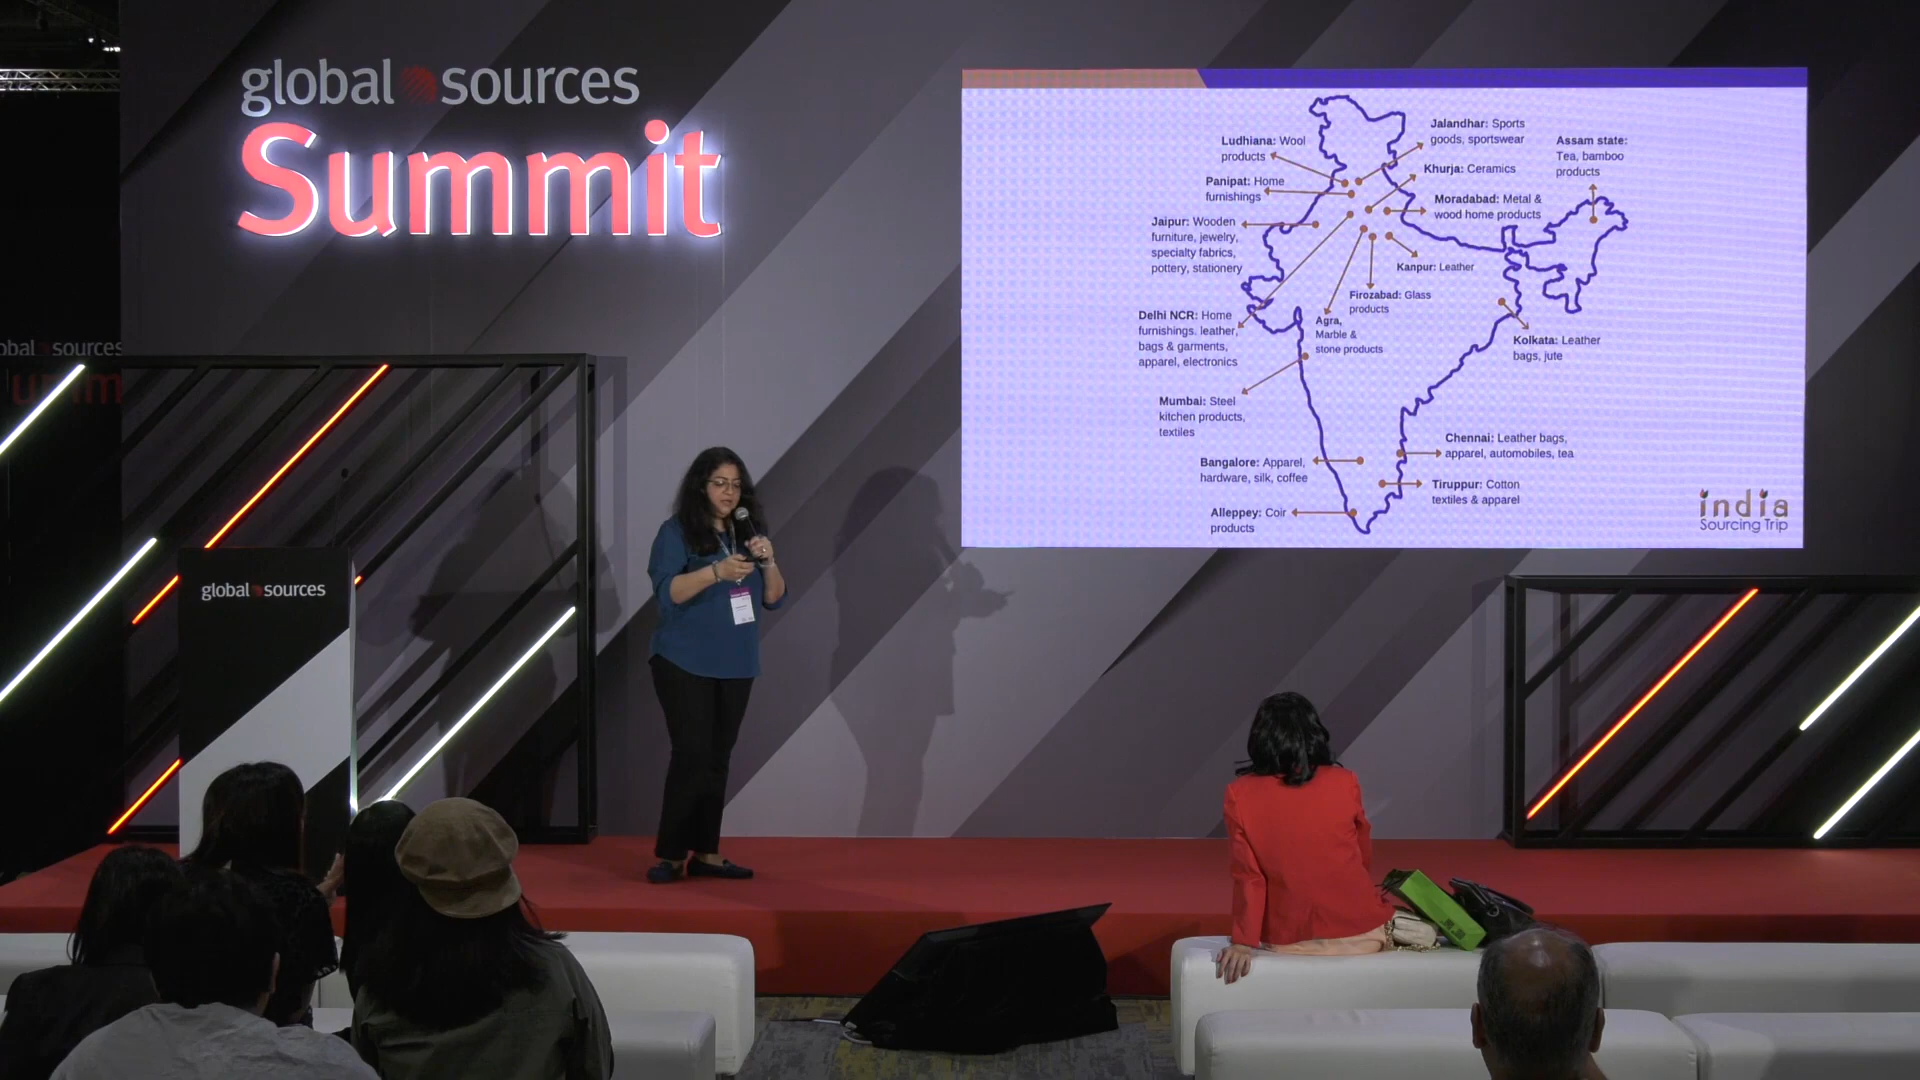 global sources
Summit
obal sources
umm
global sources
Ludhiana: Wool
products
Panipat: Home
furnishings
Jaipur: Wooden
furniture, jewelry,
specialty fabrics,
pottery, stationery
Delhi NCR: Home
furnishings, leather,
bags & garments,
apparel, electronics
Mumbai: Steel
kitchen products,
textiles
Bangalore: Apparel,
hardware, silk, coffee
Alleppey: Coir
products
Jalandhar: Sports
goods, sportswear
Khurja: Ceramics
Moradabad: Metal &
wood home products
Assam state:
Tea, bamboo
products
Kanpur: Leather
Firozabad: Glass
products
Agra,
Marble &
stone products
Kolkata: Leather
bags, jute
Chennai: Leather bags,
apparel, automobiles, tea
Tiruppur: Cotton
textiles & apparel
india
Sourcing Trip